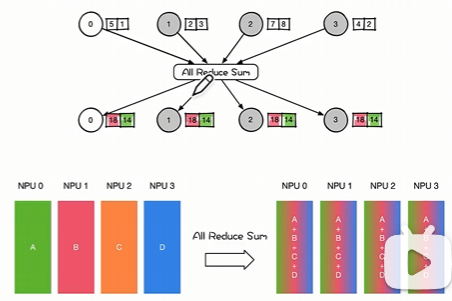 0 5 1 1 2 3 2 7 8 3 4 2
All Reduce Sum
0 18 14 1 18 14 2 18 14 3 18 14
NPU 0 NPU 1 NPU 2 NPU 3
A B C D
All Reduce Sum
NPU 0 NPU 1 NPU 2 NPU 3
A+B+C+D A+B+C+D A+B+C+D A+B+C+D